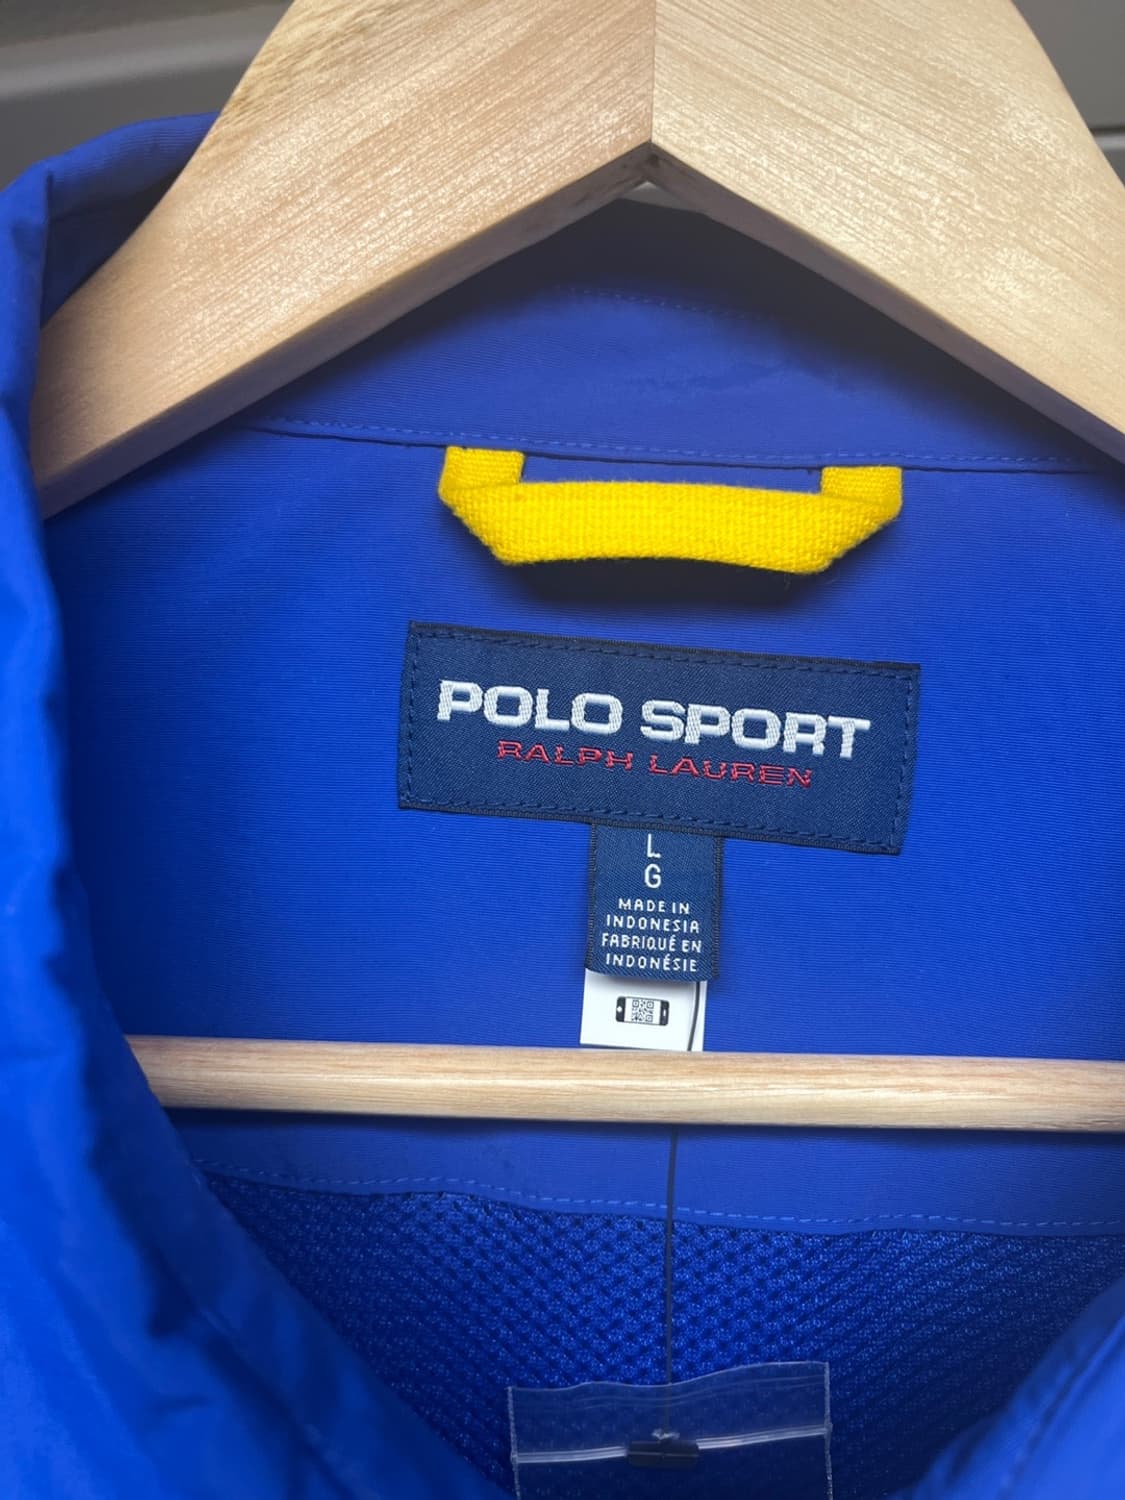 POLO SPORT
RALPH LAUREN
L
G
MADE IN
INDONESIA
FABRIQUÉ EN
INDONÉSIE